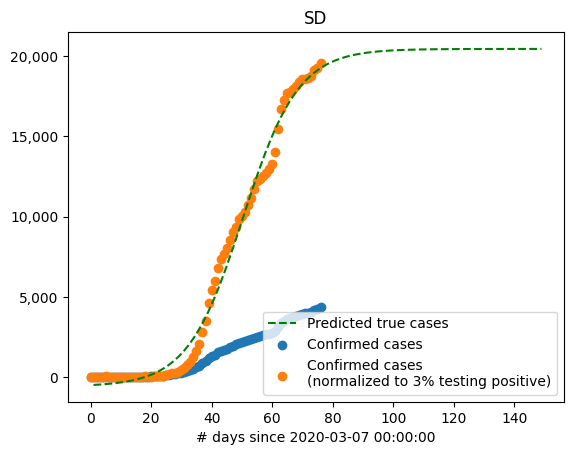 SD
20,000
15,000
10,000
5,000
0
Predicted true cases
Confirmed cases
Confirmed cases
(normalized to 3% testing positive)
0 20 40 60 80 100 120 140
# days since 2020-03-07 00:00:00